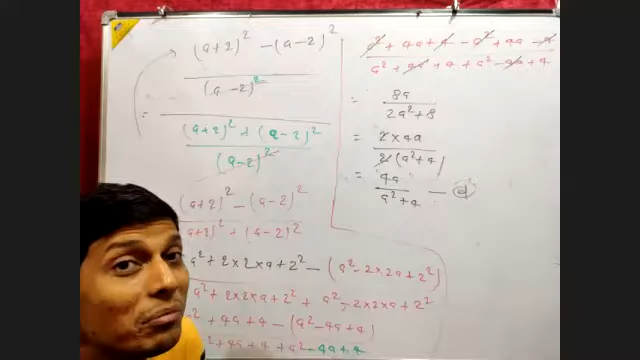 (a+2)² - (a-2)²
(a-2)²
=
(a+2)² + (a-2)²
(a-2)²
(a+2)² - (a-2)²
a+2)² + (a-2)²
a² + 2×2×a + 2² - (a² - 2×2a + 2²)
a² + 2×2×a + 2² + a² - 2×2×a + 2²
² + 4a + 4 - (a² - 4a + 4)
² + 4a + 4 + a² - 4a + 4
a² + 4a + 4 - a² + 4a - 4
a² + 4a + 4 + a² - 4a + 4
= 8a
2a² + 8
= 2 × 4a
2 (a² + 4)
= 4a
a² + 4 - a